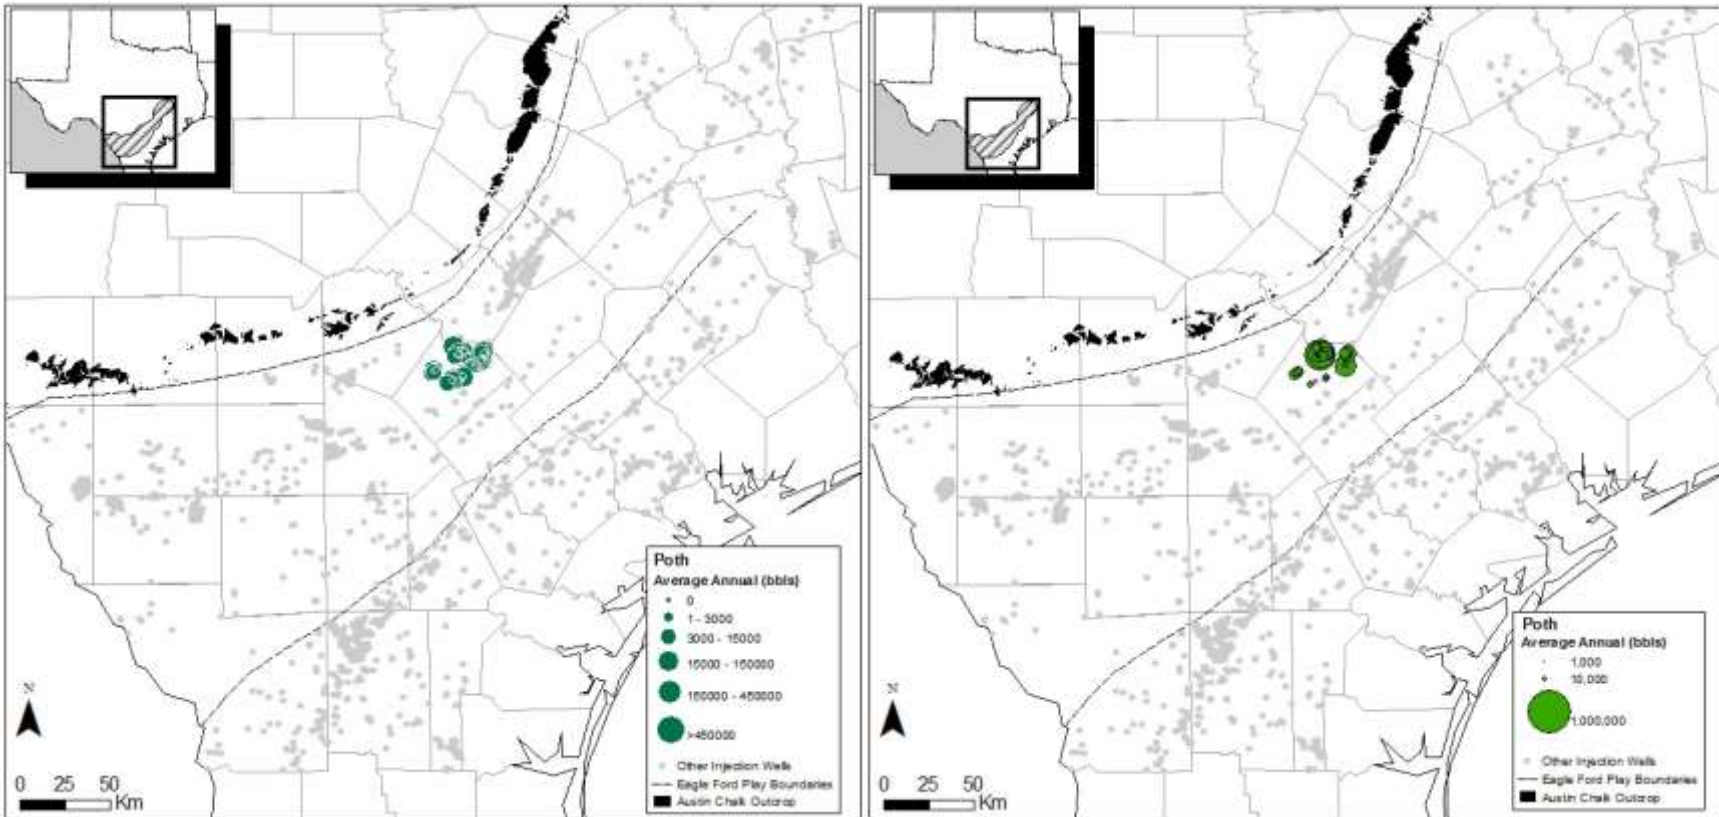 N
0 25 50
Km
Poth
Average Annual (bbls)
0
1 - 3000
3000 - 15000
15000 - 150000
150000 - 450000
>450000
Other Injection Wells
Eagle Ford Play Boundaries
Austin Chalk Outcrop
N
0 25 50
Km
Poth
Average Annual (bbls)
1,000
10,000
1,000,000
Other Injection Wells
Eagle Ford Play Boundaries
Austin Chalk Outcrop